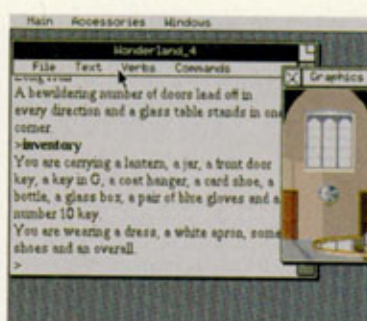 Main Accessories Windows
Wonderland_4
File Text Verbs Commands
Graphics
A bewildering number of doors lead off in
every direction and a glass table stands in one
corner.
>inventory
You are carrying a lantern, a jar, a front door
key, a key in G, a coat hanger, a card shoe, a
bottle, a glass box, a pair of blue gloves and a
number 10 key.
You are wearing a dress, a white apron, some
shoes and an overall.
>